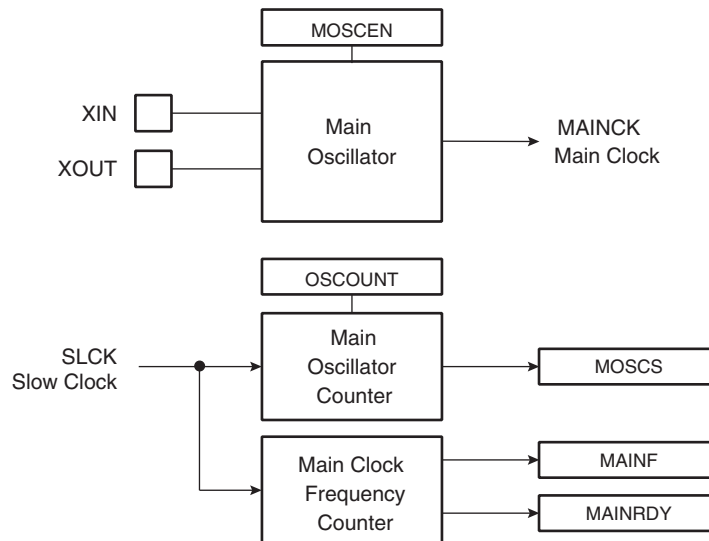 MOSCEN
XIN
XOUT
Main
Oscillator
MAINCK
Main Clock
OSCOUNT
SLCK
Slow Clock
Main
Oscillator
Counter
MOSCS
Main Clock
Frequency
Counter
MAINF
MAINRDY